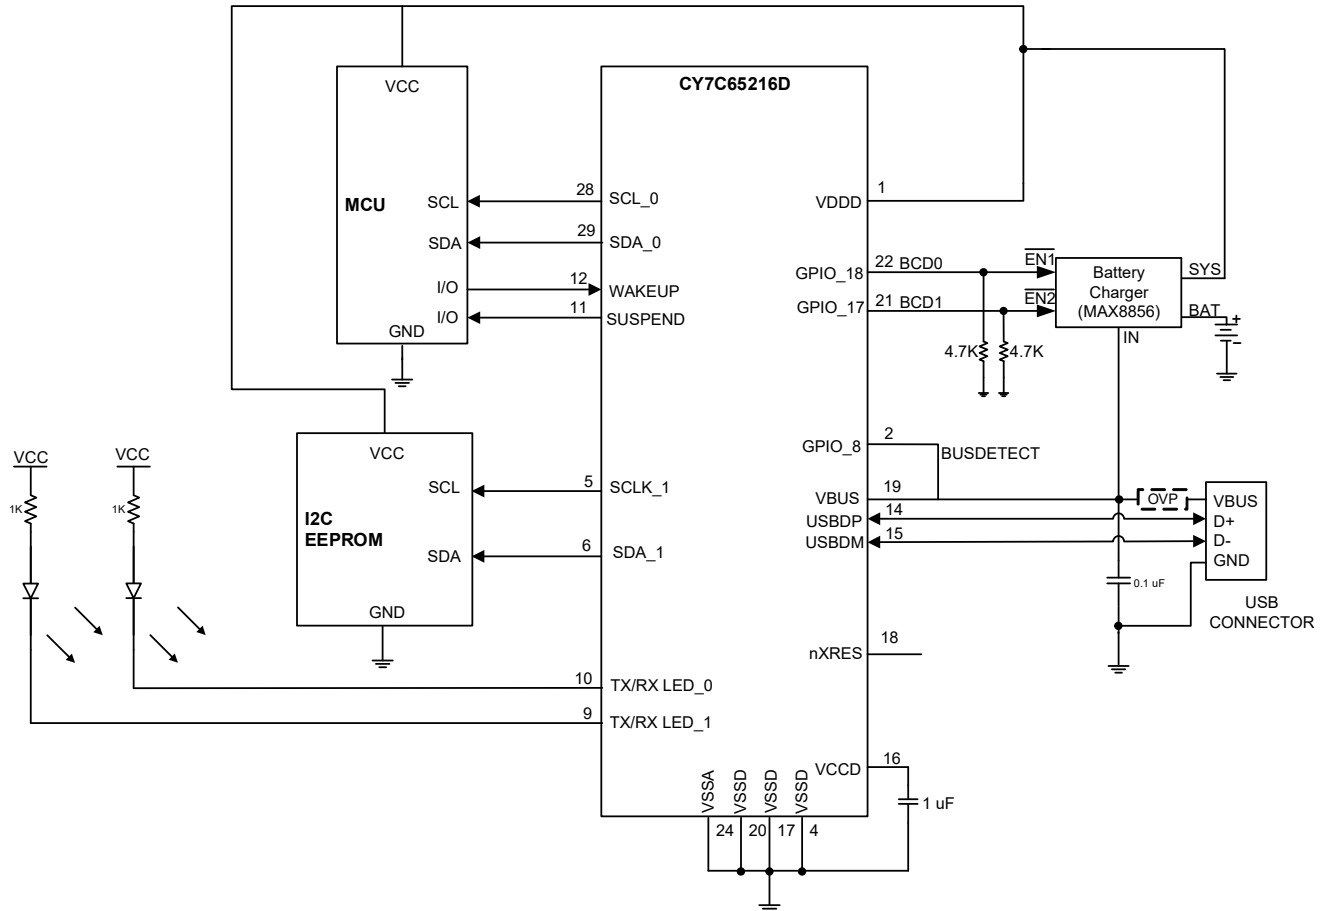 CY7C65216D
VCC
MCU
SCL
SDA
I/O
I/O
GND
28
SCL_0
29
SDA_0
12
WAKEUP
11
SUSPEND
VCC
SCL
I2C
EEPROM
SDA
GND
5
SCLK_1
6
SDA_1
VCC
1K
VCC
1K
10
TX/RX LED_0
9
TX/RX LED_1
VDDD
1
GPIO_18
22 BCD0
EN1
GPIO_17
21 BCD1
EN2
4.7K
4.7K
Battery
Charger
(MAX8856)
SYS
BAT
+
-
IN
GPIO_8
2
BUSDETECT
VBUS
19
USBDP
14
USBDM
15
OVP
VBUS
D+
D-
GND
0.1 uF
USB
CONNECTOR
nXRES
18
VCCD
16
1 uF
VSSA
VSSD
VSSD
VSSD
24
20
17
4